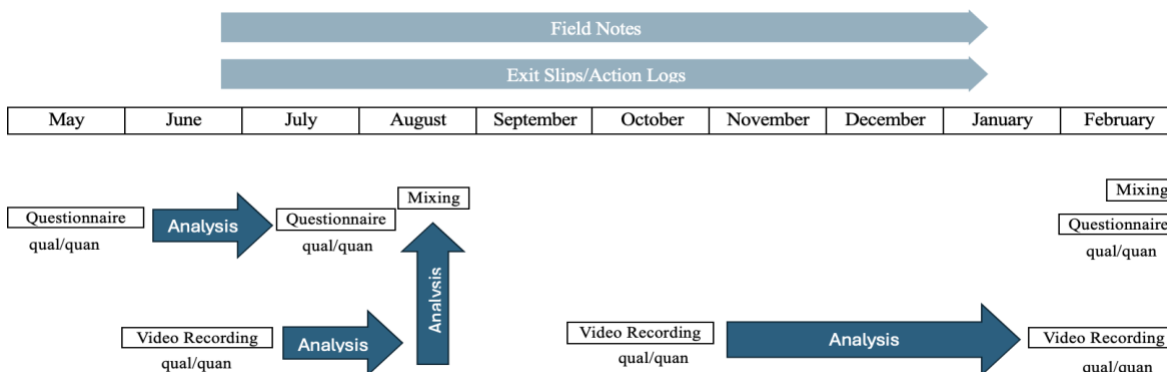 Field Notes
Exit Slips/Action Logs
May June July August September October November December January February
Mixing
Mixing
Questionnaire Analysis Questionnaire Questionnaire
qual/quan qual/quan qual/quan
Analysis
Video Recording Analysis Video Recording Analysis Video Recording
qual/quan qual/quan qual/quan